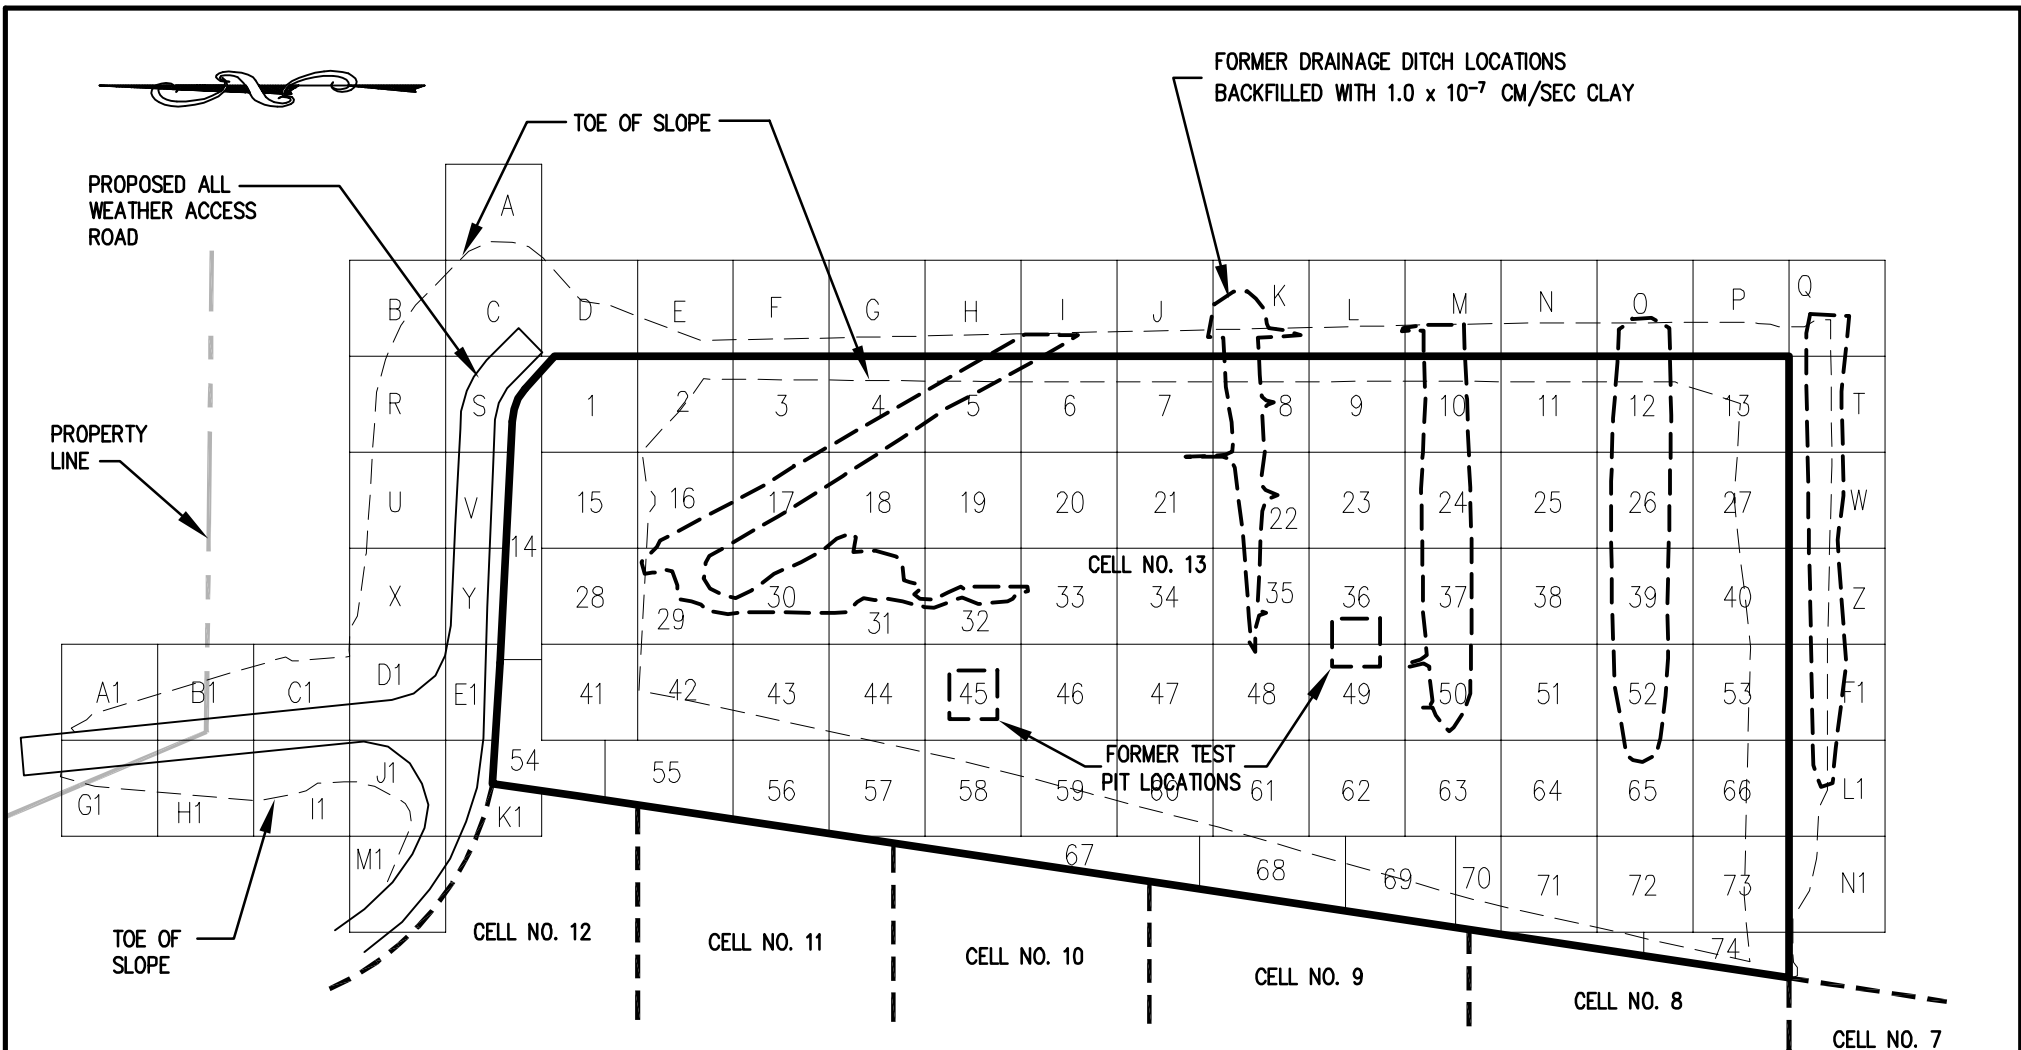 FORMER DRAINAGE DITCH LOCATIONS
BACKFILLED WITH 1.0 x 10⁻⁷ CM/SEC CLAY
TOE OF SLOPE
PROPOSED ALL
WEATHER ACCESS
ROAD
A
B C D E F G H I J K L M N O P Q
R S 1 2 3 4 5 6 7 8 9 10 11 12 13 T
PROPERTY
LINE
U V 15 16 17 18 19 20 21 22 23 24 25 26 27 W
14
CELL NO. 13
X Y 28 29 30 31 32 33 34 35 36 37 38 39 40 Z
A1 B1 C1 D1 E1 41 42 43 44 45 46 47 48 49 50 51 52 53 F1
FORMER TEST
PIT LOCATIONS
G1 H1 I1 J1 K1 54 55 56 57 58 59 60 61 62 63 64 65 66 L1
M1 67 68 69 70 71 72 73 N1
74
TOE OF
SLOPE
CELL NO. 12
CELL NO. 11
CELL NO. 10
CELL NO. 9
CELL NO. 8
CELL NO. 7